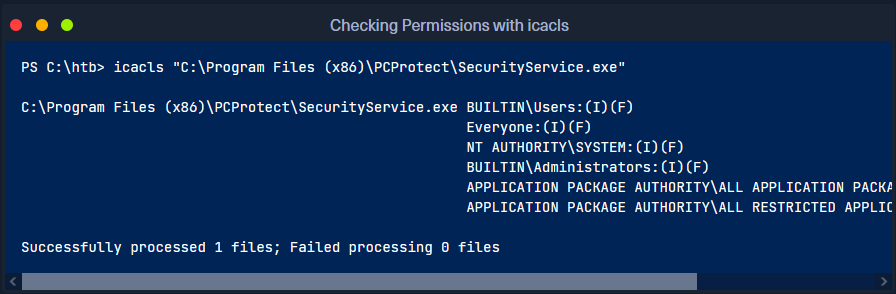 Checking Permissions with icacls
PS C:\htb> icacls "C:\Program Files (x86)\PCProtect\SecurityService.exe"
C:\Program Files (x86)\PCProtect\SecurityService.exe BUILTIN\Users:(I)(F)
Everyone:(I)(F)
NT AUTHORITY\SYSTEM:(I)(F)
BUILTIN\Administrators:(I)(F)
APPLICATION PACKAGE AUTHORITY\ALL APPLICATION PACKA
APPLICATION PACKAGE AUTHORITY\ALL RESTRICTED APPLIC
Successfully processed 1 files; Failed processing 0 files